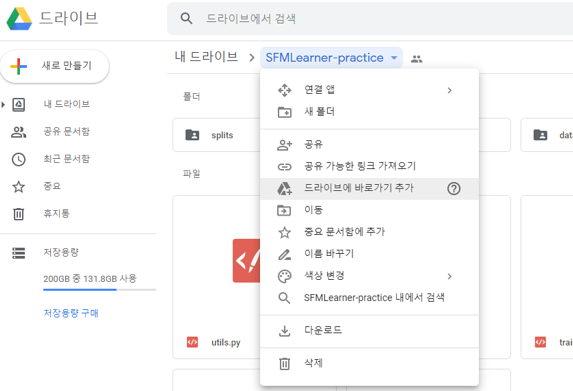 드라이브
드라이브에서 검색
새로 만들기
내 드라이브
공유 문서함
최근 문서함
중요
휴지통
저장용량
200GB 중 131.8GB 사용
저장용량 구매
내 드라이브 > SFMLearner-practice
폴더
splits
파일
utils.py
연결 앱
새 폴더
공유
공유 가능한 링크 가져오기
드라이브에 바로가기 추가
이동
중요 문서함에 추가
이름 바꾸기
색상 변경
SFMLearner-practice 내에서 검색
다운로드
삭제
data
train